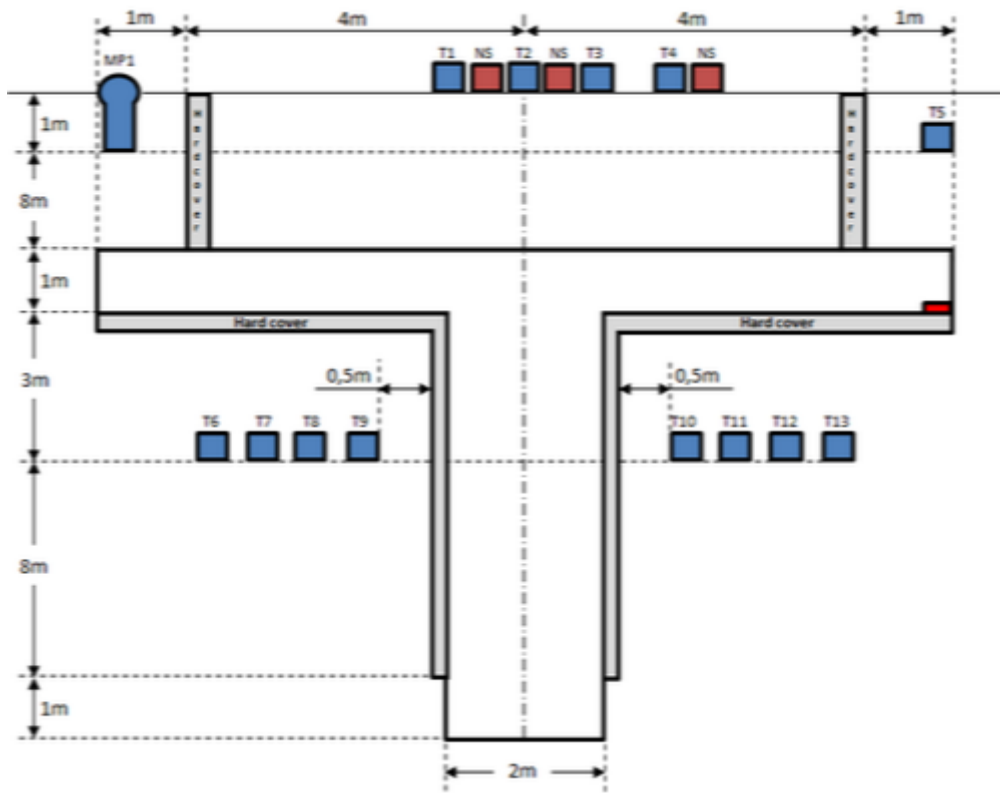 1m 4m 4m 1m
MP1 T1 NS T2 NS T3 T4 NS
1m Hardcover Hardcover T5
8m
1m
Hard cover Hard cover
3m 0,5m 0,5m
T6 T7 T8 T9 T10 T11 T12 T13
8m
1m
2m